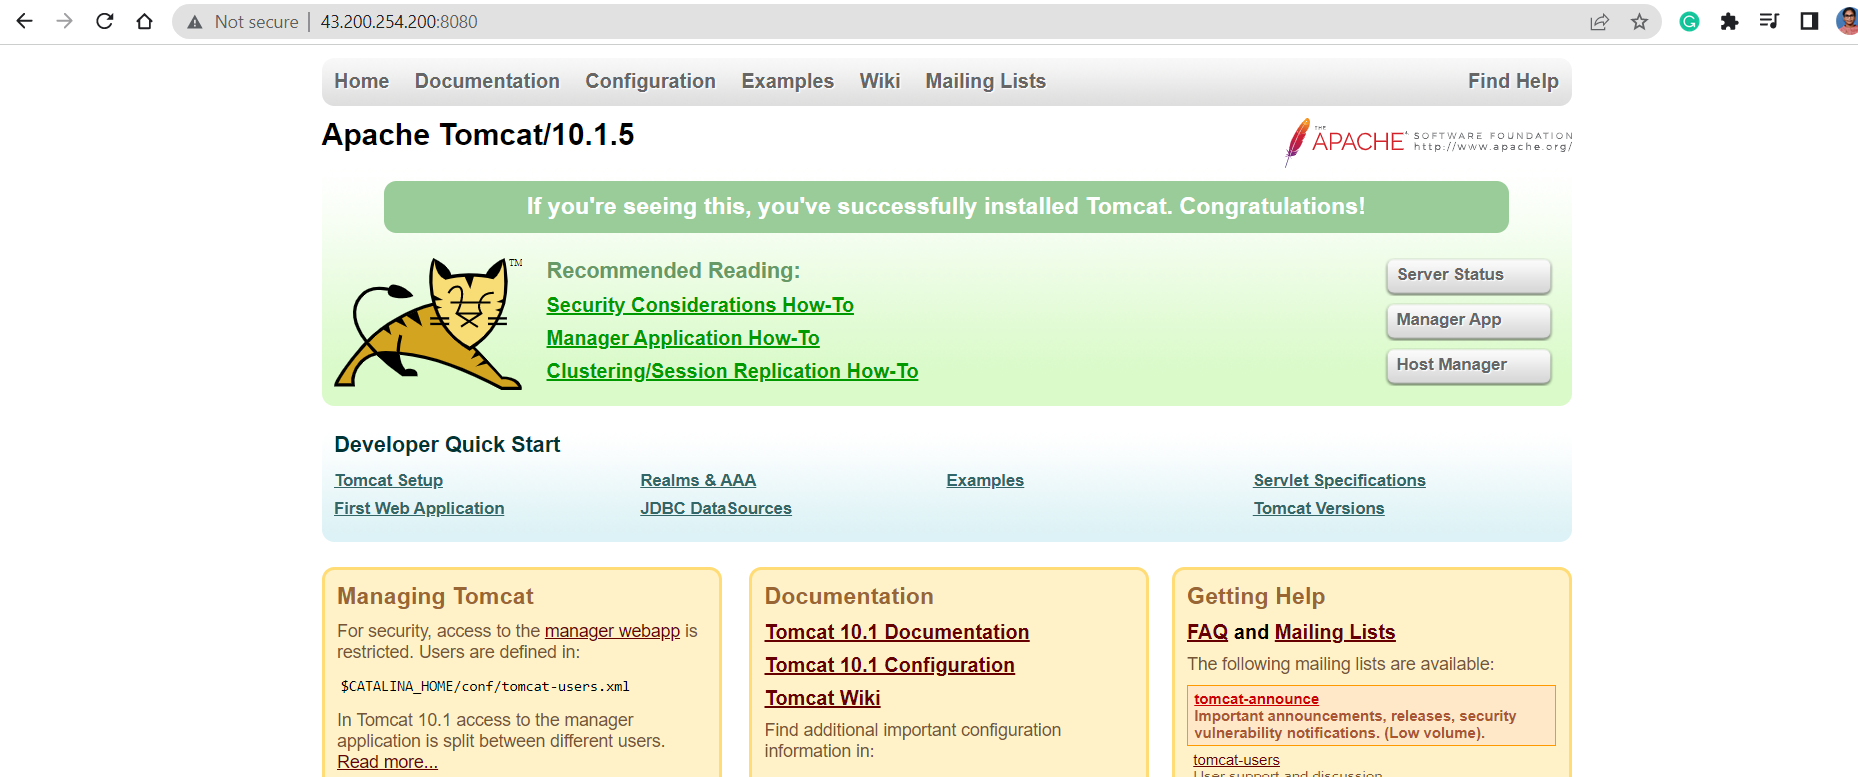 Not secure | 43.200.254.200:8080
Home Documentation Configuration Examples Wiki Mailing Lists Find Help
Apache Tomcat/10.1.5
THE APACHE SOFTWARE FOUNDATION
http://www.apache.org/
If you're seeing this, you've successfully installed Tomcat. Congratulations!
TM
Recommended Reading:
Security Considerations How-To
Manager Application How-To
Clustering/Session Replication How-To
Server Status
Manager App
Host Manager
Developer Quick Start
Tomcat Setup
First Web Application
Realms & AAA
JDBC DataSources
Examples
Servlet Specifications
Tomcat Versions
Managing Tomcat
For security, access to the manager webapp is
restricted. Users are defined in:
$CATALINA_HOME/conf/tomcat-users.xml
In Tomcat 10.1 access to the manager
application is split between different users.
Read more...
Documentation
Tomcat 10.1 Documentation
Tomcat 10.1 Configuration
Tomcat Wiki
Find additional important configuration
information in:
Getting Help
FAQ and Mailing Lists
The following mailing lists are available:
tomcat-announce
Important announcements, releases, security
vulnerability notifications. (Low volume).
tomcat-users
User support and discussion